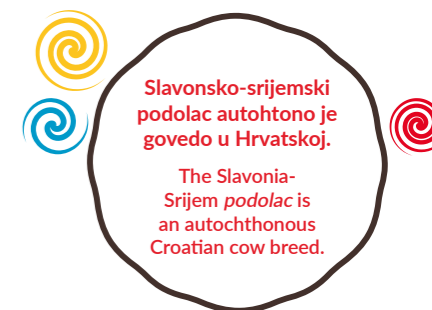 Slavonsko-srijemski
podolac autohtono je
govedo u Hrvatskoj.
The Slavonia-
Srijem podolac is
an autochthonous
Croatian cow breed.